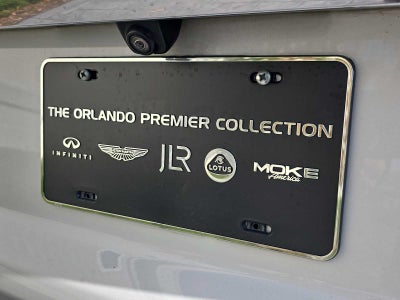 THE ORLANDO PREMIER COLLECTION
INFINITI JLR LOTUS MOKE
America